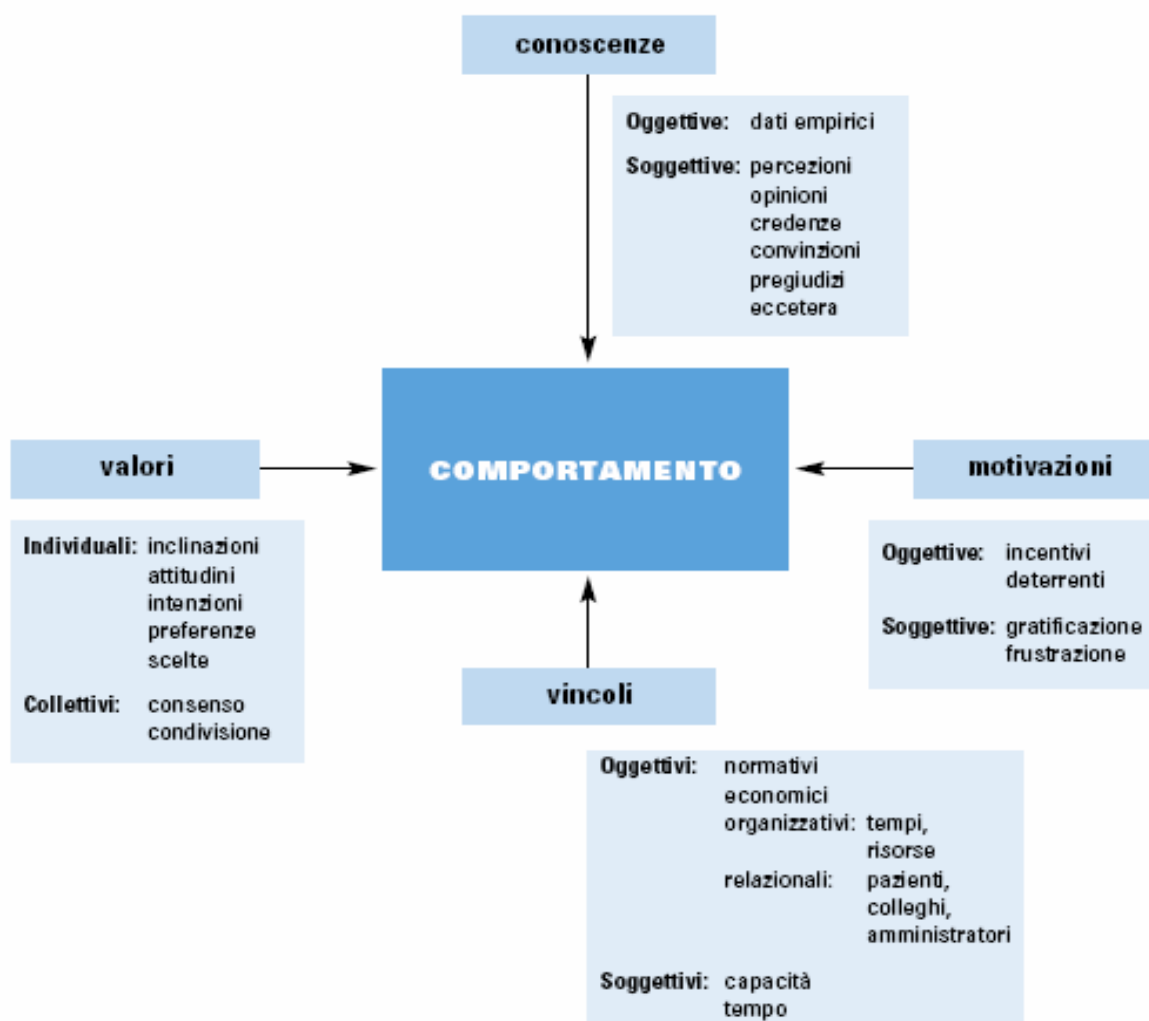 conoscenze
Oggettive: dati empirici
Soggettive: percezioni
opinioni
credenze
convinzioni
pregiudizi
eccetera
valori
COMPORTAMENTO
motivazioni
Individuali: inclinazioni
attitudini
intenzioni
preferenze
scelte
Collettivi: consenso
condivisione
Oggettive: incentivi
deterrenti
Soggettive: gratificazione
frustrazione
vincoli
Oggettivi: normativi
economici
organizzativi: tempi,
risorse
relazionali: pazienti,
colleghi,
amministratori
Soggettivi: capacità
tempo